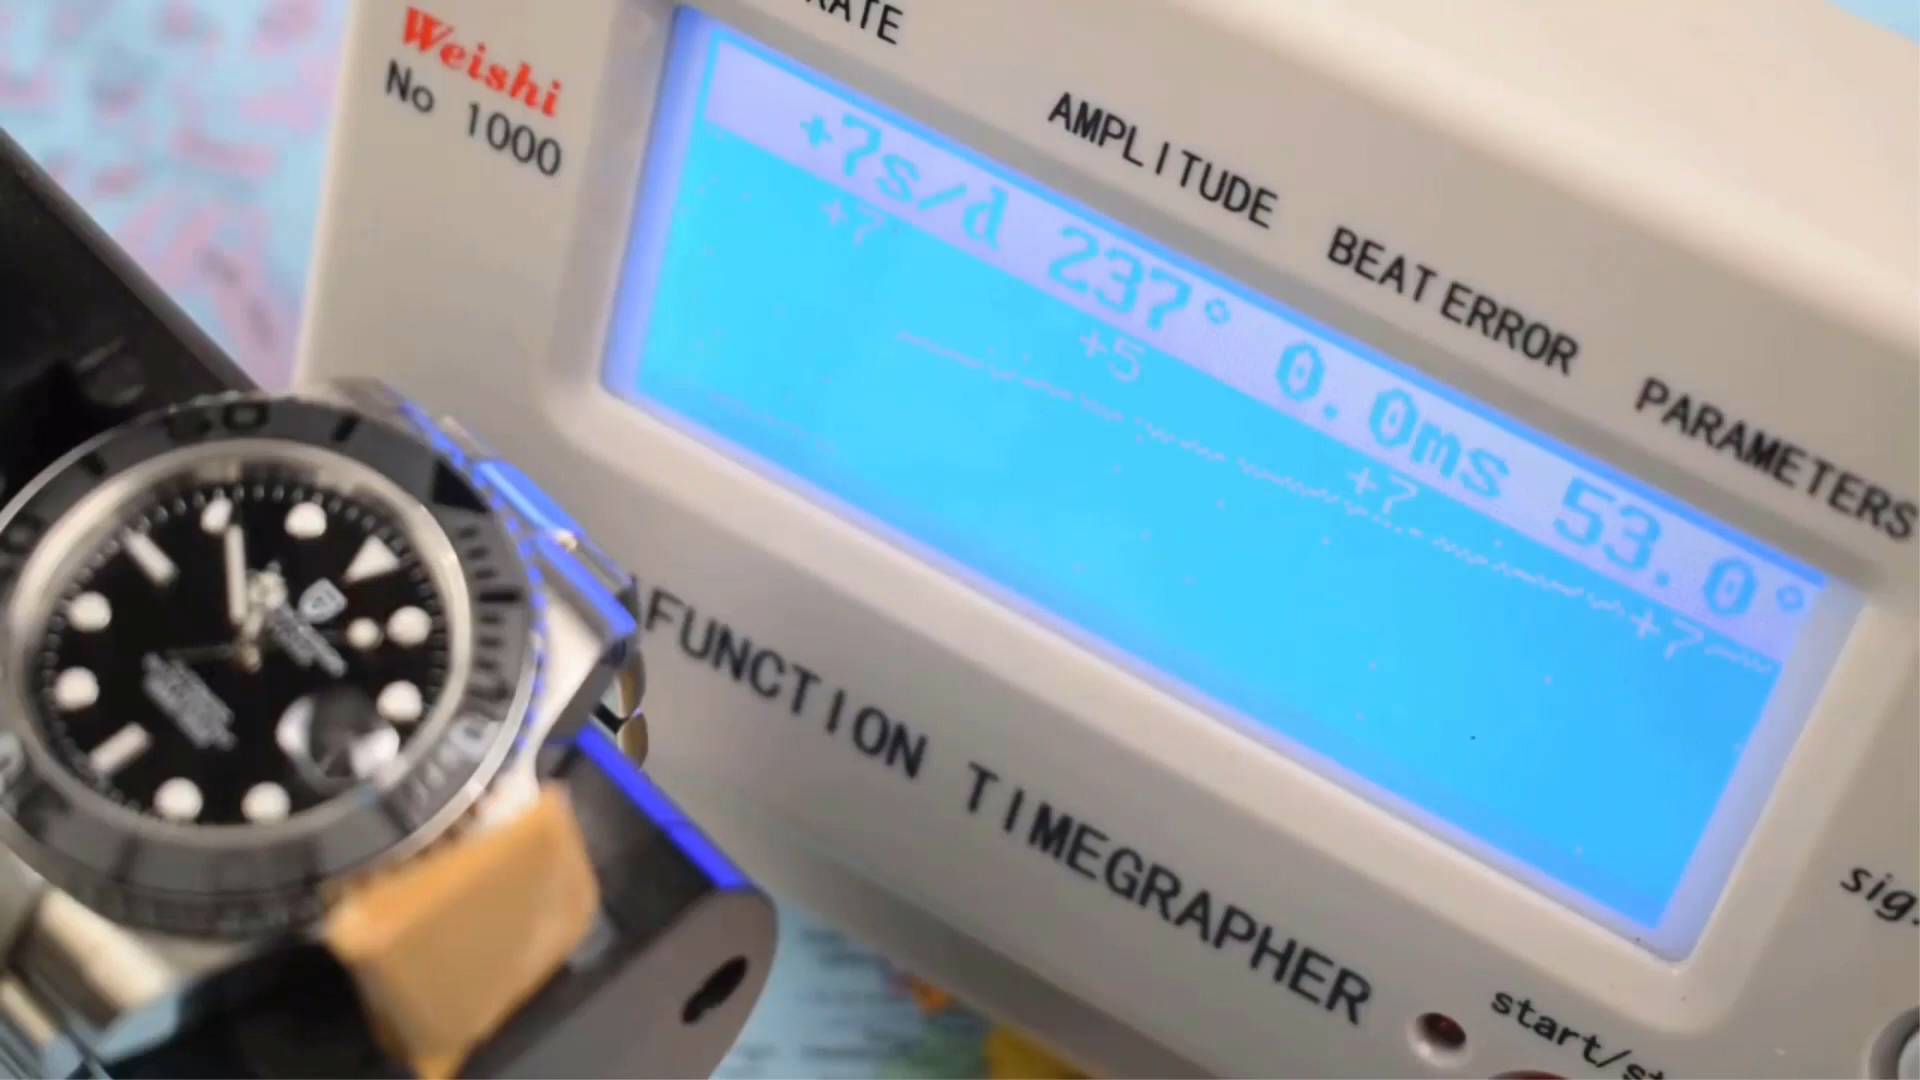 Weishi
No 1000
RATE
AMPLITUDE
BEAT ERROR
PARAMETERS
+7s/d 237° 0.0ms 53.0°
+7
+5
+7
+7
FUNCTION TIMEGRAPHER
sig
start/st